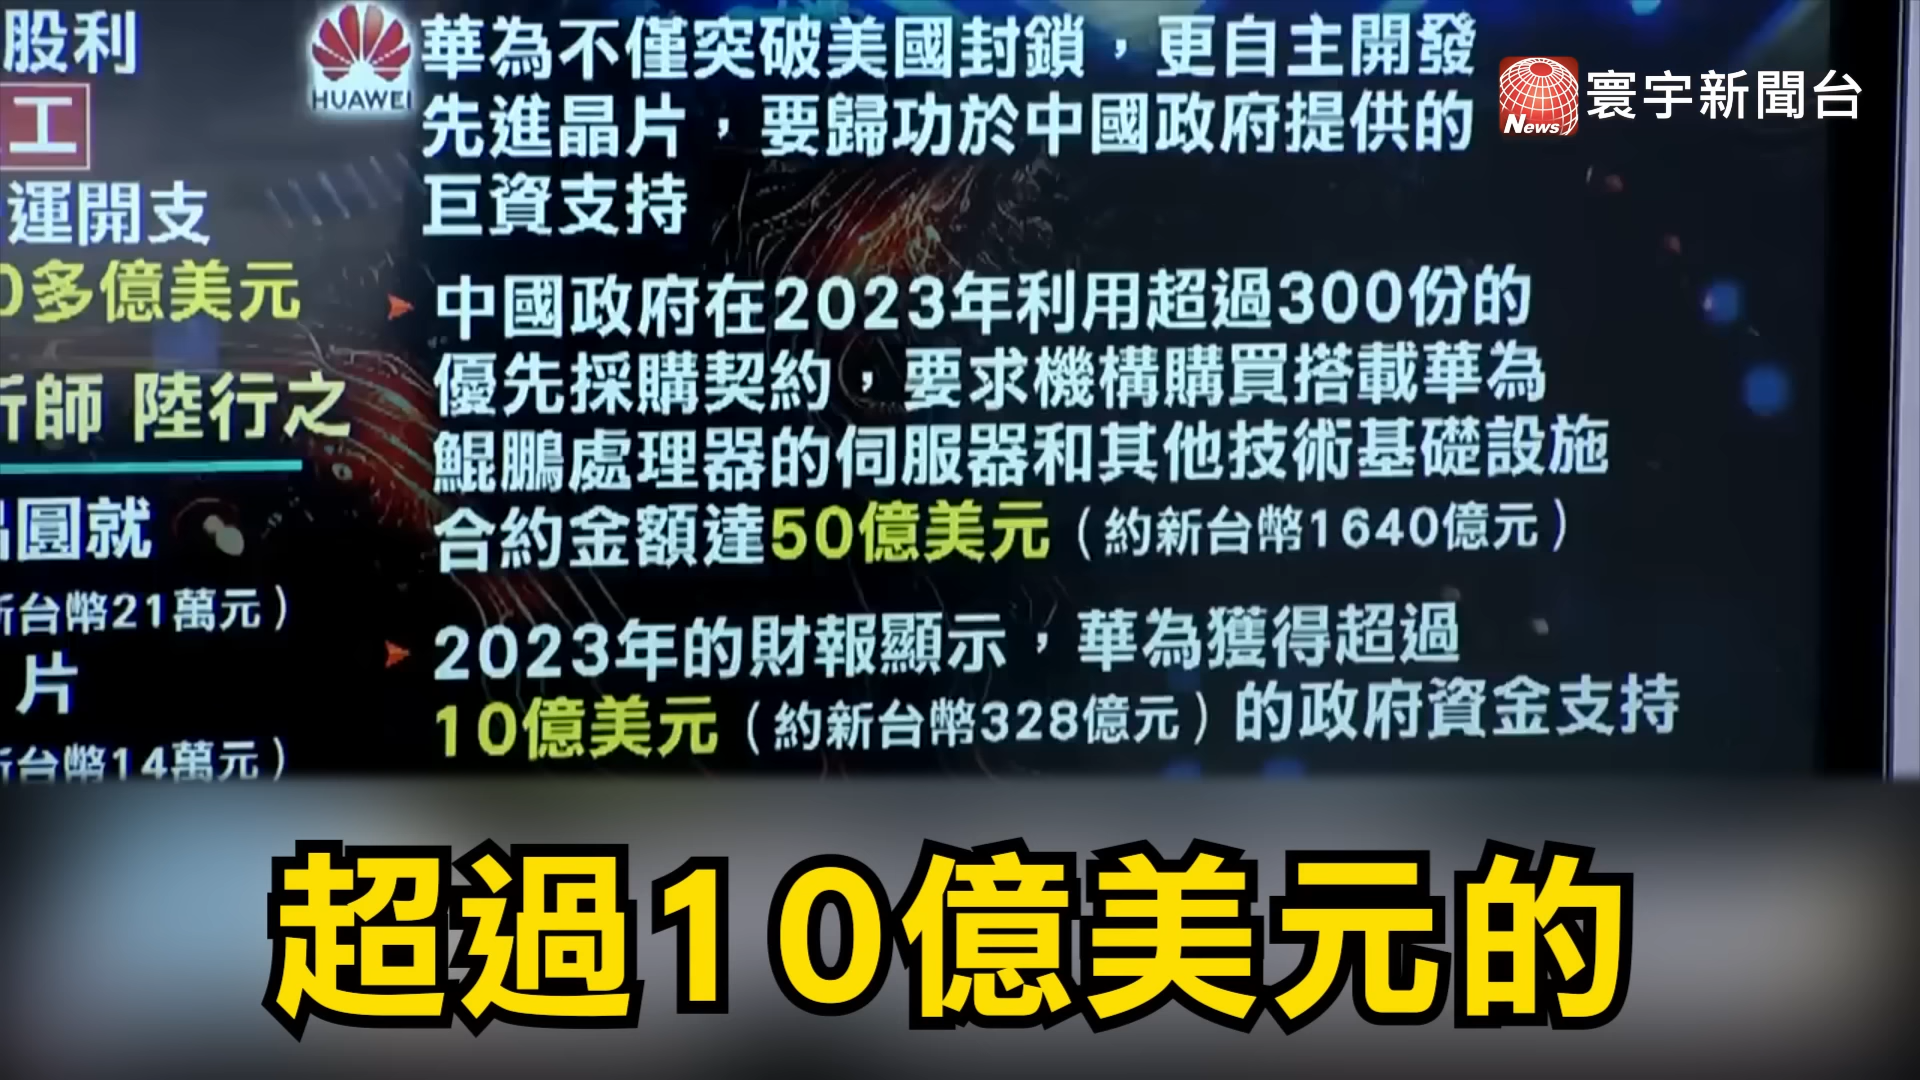 股利
工
運開支
0多億美元
師 陸行之
圓就
新台幣21萬元）
片
新台幣14萬元）
HUAWEI
華為不僅突破美國封鎖，更自主開發
先進晶片，要歸功於中國政府提供的
巨資支持
中國政府在2023年利用超過300份的
優先採購契約，要求機構購買搭載華為
鯤鵬處理器的伺服器和其他技術基礎設施
合約金額達50億美元（約新台幣1640億元）
2023年的財報顯示，華為獲得超過
10億美元（約新台幣328億元）的政府資金支持
News 寰宇新聞台
超過10億美元的